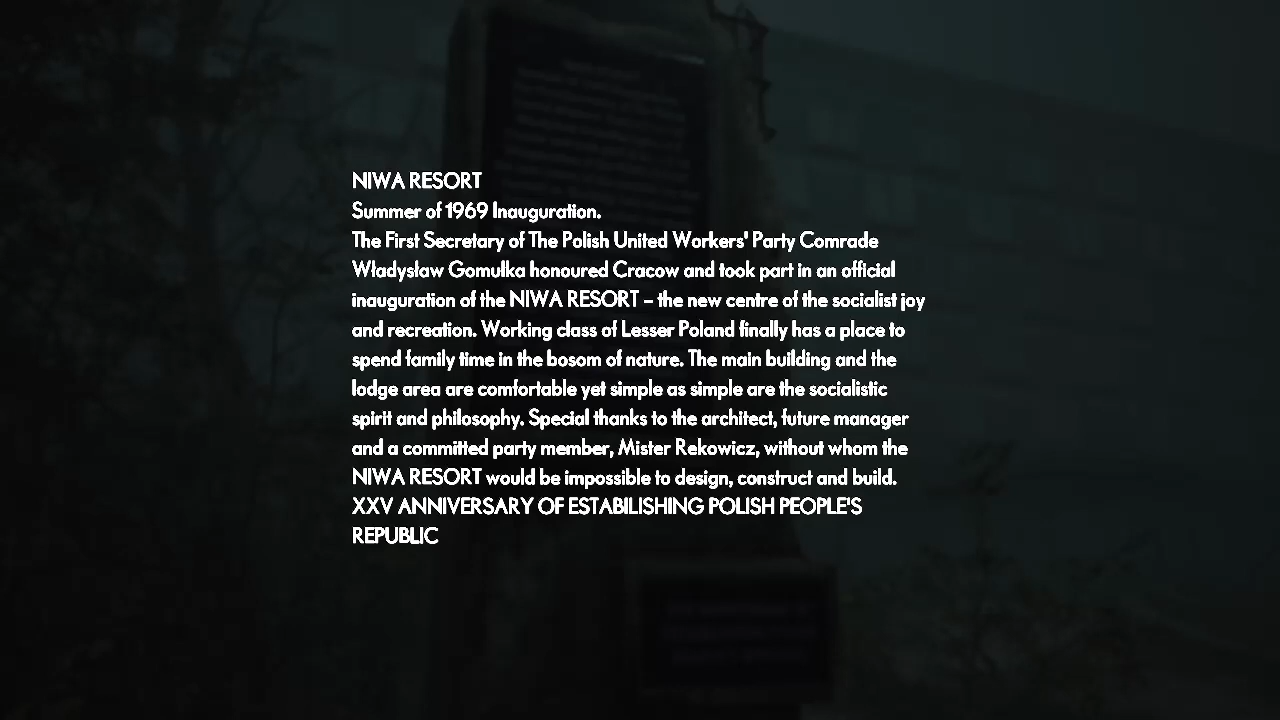 NIWA RESORT
Summer of 1969 Inauguration.
The First Secretary of The Polish United Workers' Party Comrade
Władysław Gomułka honoured Cracow and took part in an official
inauguration of the NIWA RESORT – the new centre of the socialist joy
and recreation. Working class of Lesser Poland finally has a place to
spend family time in the bosom of nature. The main building and the
lodge area are comfortable yet simple as simple are the socialistic
spirit and philosophy. Special thanks to the architect, future manager
and a committed party member, Mister Rekowicz, without whom the
NIWA RESORT would be impossible to design, construct and build.
XXV ANNIVERSARY OF ESTABILISHING POLISH PEOPLE'S
REPUBLIC